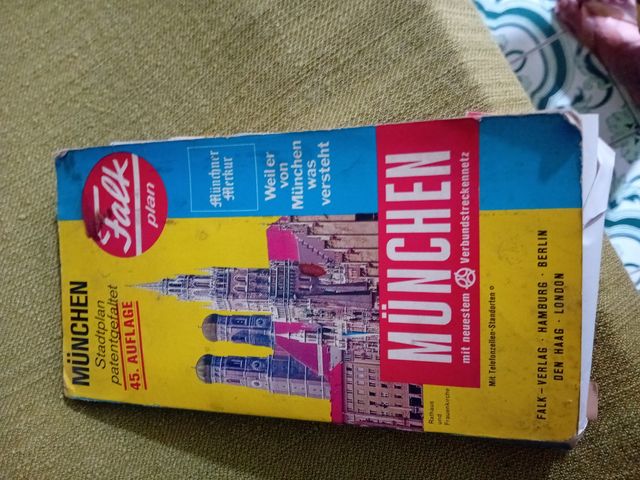 MÜNCHEN
Stadtplan
patentgefaltet
45. AUFLAGE
Falk
plan
Münchner
Merkur
Weil er
von
München
was
versteht
MÜNCHEN
mit neuestem Verbundstreckennetz
Mit Telefonzellen-Standorten
Rathaus
und
Frauenkirche
FALK – VERLAG · HAMBURG · BERLIN
DEN HAAG · LONDON